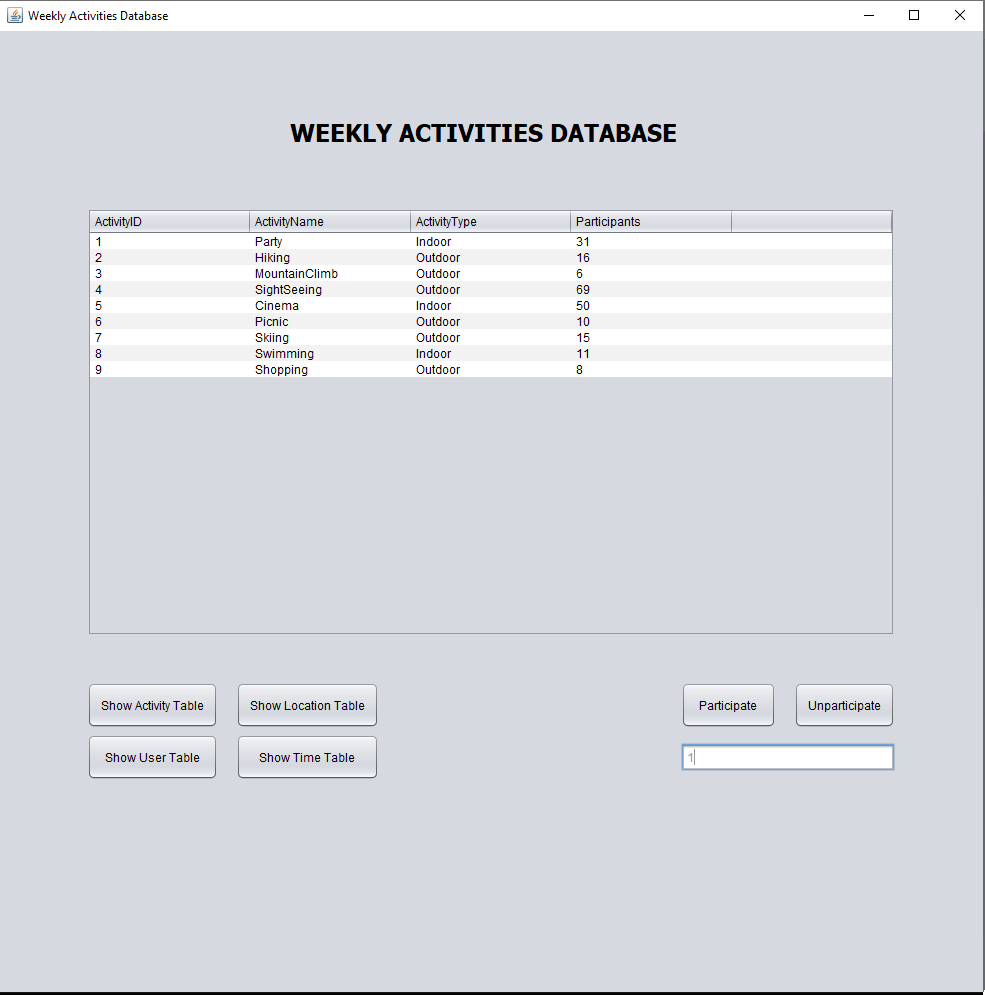 Weekly Activities Database
WEEKLY ACTIVITIES DATABASE
ActivityID ActivityName ActivityType Participants
1 Party Indoor 31
2 Hiking Outdoor 16
3 MountainClimb Outdoor 6
4 SightSeeing Outdoor 69
5 Cinema Indoor 50
6 Picnic Outdoor 10
7 Skiing Outdoor 15
8 Swimming Indoor 11
9 Shopping Outdoor 8
Show Activity Table Show Location Table Participate Unparticipate
Show User Table Show Time Table 1